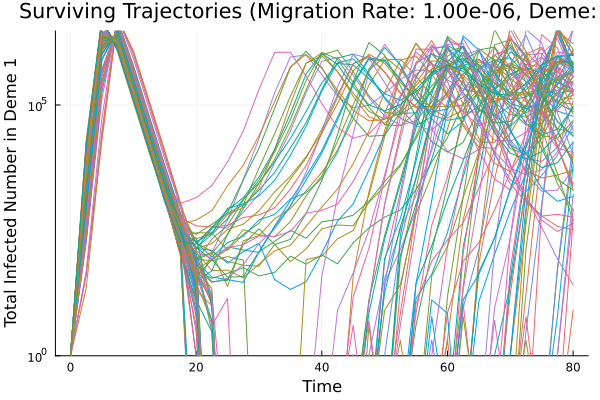 Surviving Trajectories (Migration Rate: 1.00e-06, Deme:
Total Infected Number in Deme 1
10⁵
10⁰
0 20 40 60 80
Time